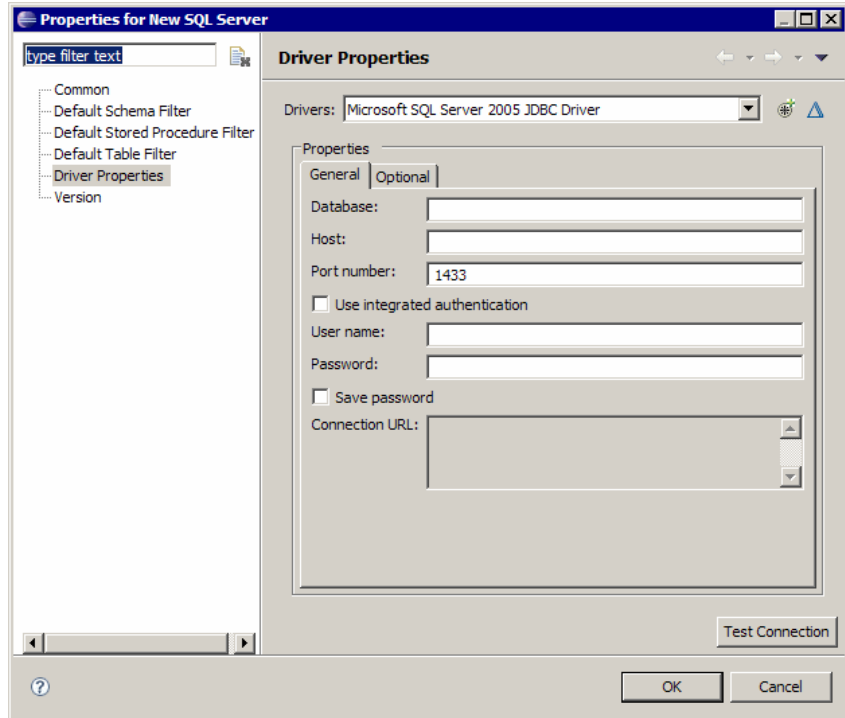 Properties for New SQL Server
type filter text
Common
Default Schema Filter
Default Stored Procedure Filter
Default Table Filter
Driver Properties
Version
Driver Properties
Drivers: Microsoft SQL Server 2005 JDBC Driver
Properties
General Optional
Database:
Host:
Port number: 1433
Use integrated authentication
User name:
Password:
Save password
Connection URL:
Test Connection
OK Cancel